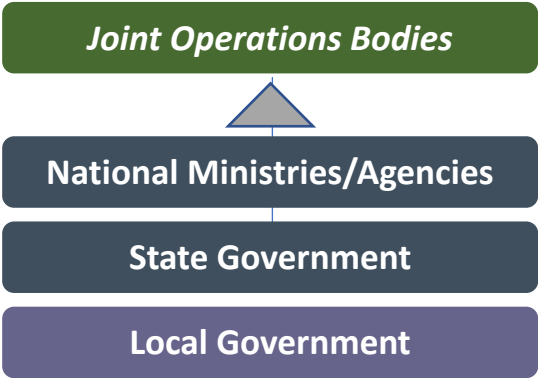 Joint Operations Bodies
National Ministries/Agencies
State Government
Local Government